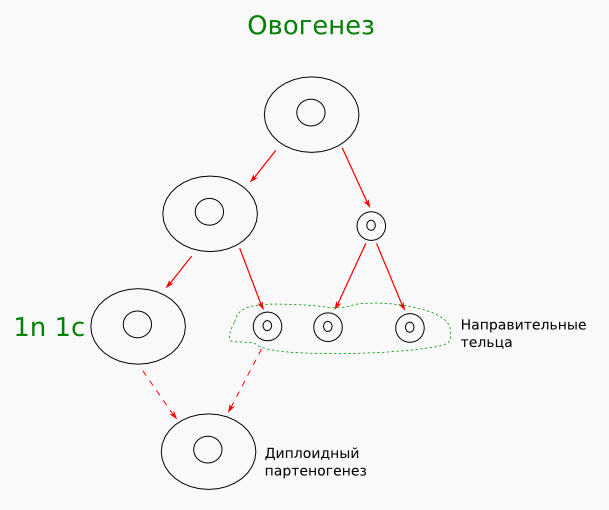 Овогенез
1n 1c
Направительные
тельца
Диплоидный
партеногенез